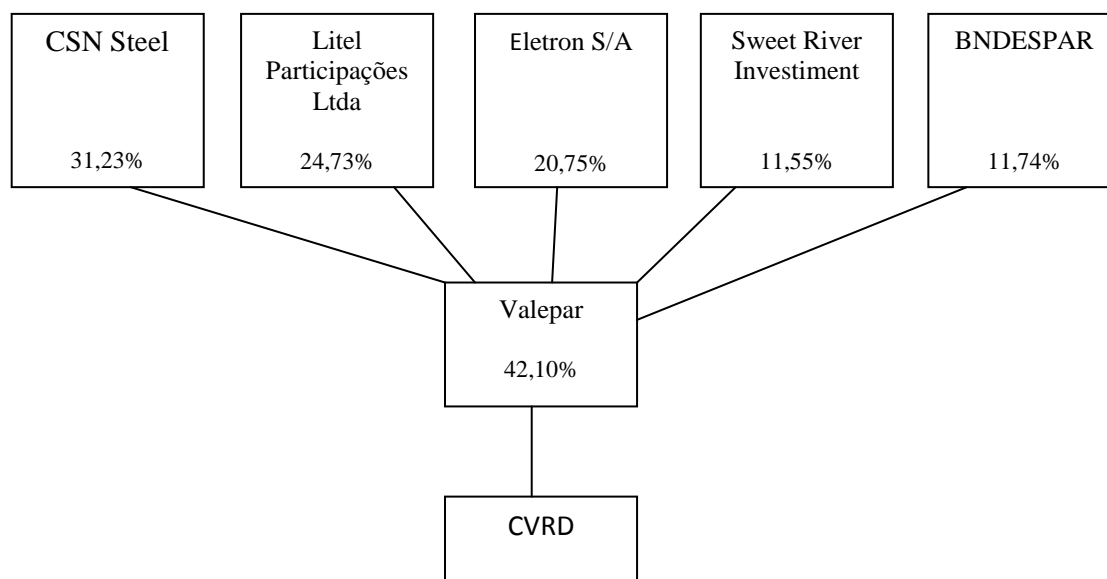 CSN Steel
31,23%
Litel
Participações
Ltda
24,73%
Eletron S/A
20,75%
Sweet River
Investiment
11,55%
BNDESPAR
11,74%
Valepar
42,10%
CVRD